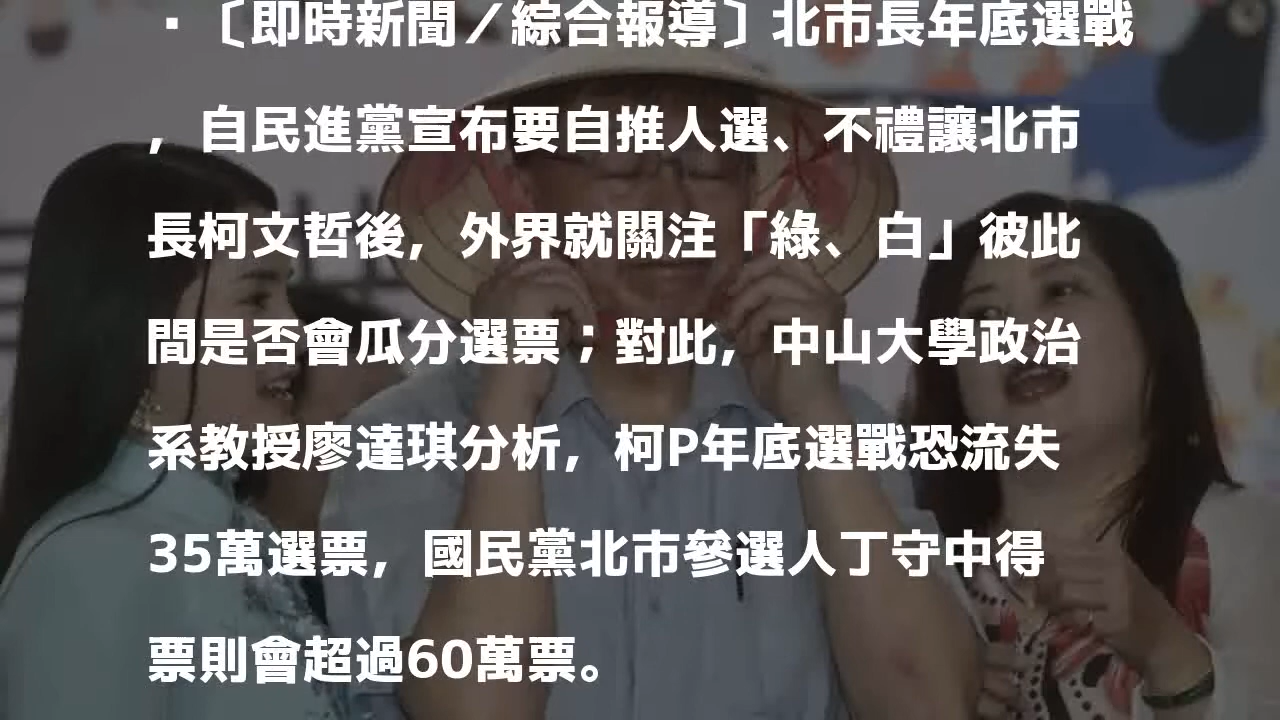 ·〔即時新聞／綜合報導〕北市長年底選戰
，自民進黨宣布要自推人選、不禮讓北市
長柯文哲後，外界就關注「綠、白」彼此
間是否會瓜分選票；對此，中山大學政治
系教授廖達琪分析，柯P年底選戰恐流失
35萬選票，國民黨北市參選人丁守中得
票則會超過60萬票。